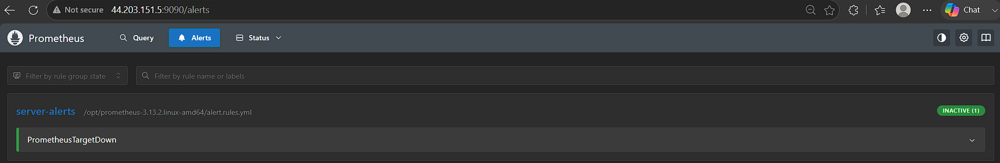 Not secure 44.203.151.5:9090/alerts Chat
Prometheus Query Alerts Status
Filter by rule group state Filter by rule name or labels
server-alerts /opt/prometheus-3.13.2.linux-amd64/alert.rules.yml INACTIVE (1)
PrometheusTargetDown